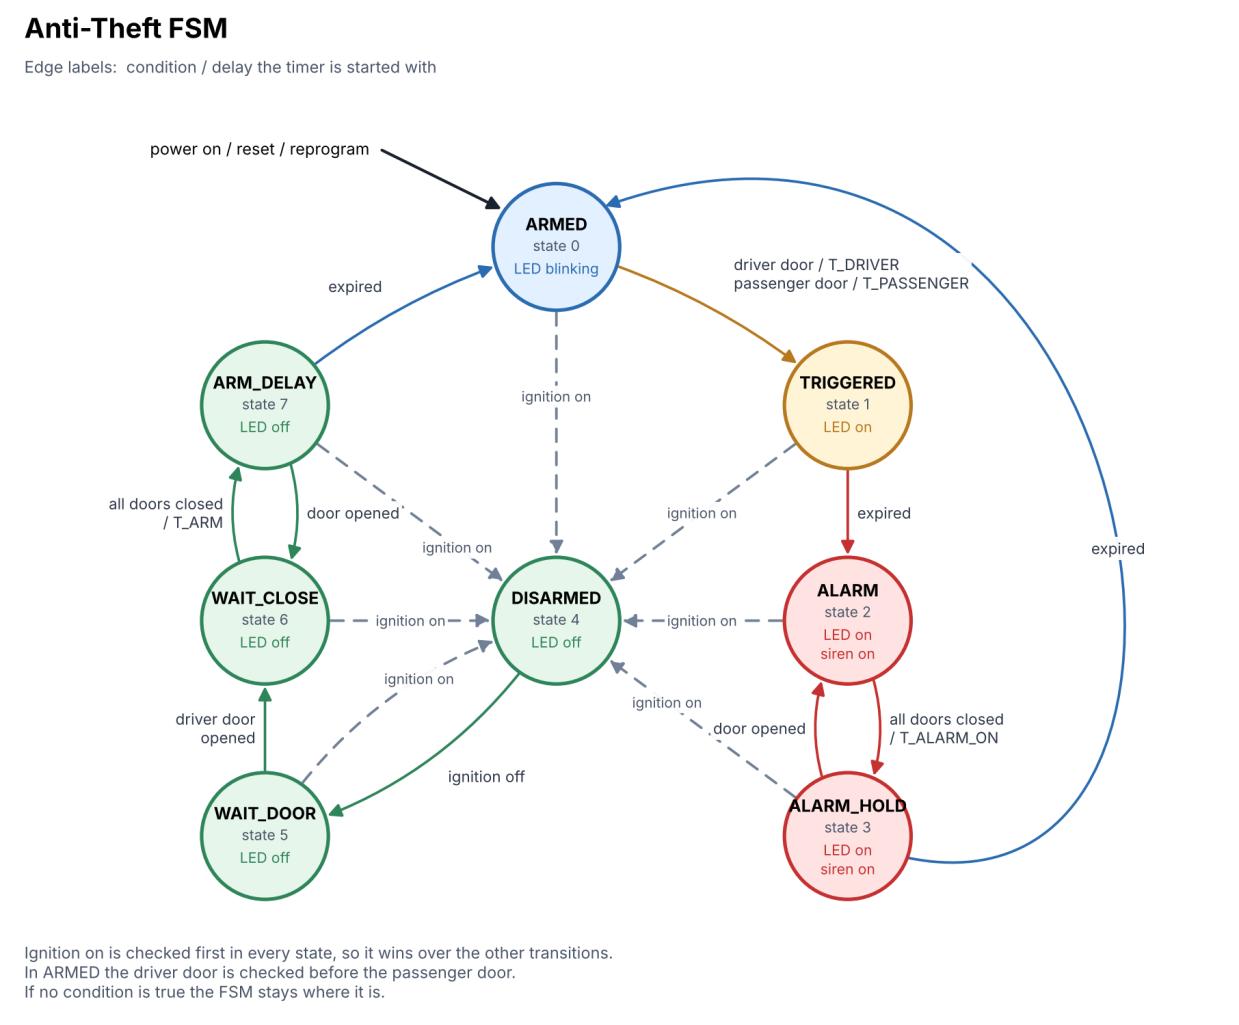 Anti-Theft FSM
Edge labels:  condition / delay the timer is started with
power on / reset / reprogram
ARMED
state 0
LED blinking
driver door / T_DRIVER
passenger door / T_PASSENGER
expired
ARM_DELAY
state 7
LED off
ignition on
TRIGGERED
state 1
LED on
all doors closed
/ T_ARM
door opened
ignition on
ignition on
expired
expired
WAIT_CLOSE
state 6
LED off
ignition on
DISARMED
state 4
LED off
ignition on
ALARM
state 2
LED on
siren on
ignition on
ignition on
driver door
opened
door opened
all doors closed
/ T_ALARM_ON
ignition off
WAIT_DOOR
state 5
LED off
ALARM_HOLD
state 3
LED on
siren on
Ignition on is checked first in every state, so it wins over the other transitions.
In ARMED the driver door is checked before the passenger door.
If no condition is true the FSM stays where it is.